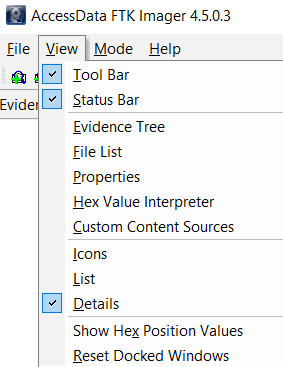 AccessData FTK Imager 4.5.0.3
File View Mode Help
Tool Bar
Status Bar
Evidence Tree
File List
Properties
Hex Value Interpreter
Custom Content Sources
Icons
List
Details
Show Hex Position Values
Reset Docked Windows